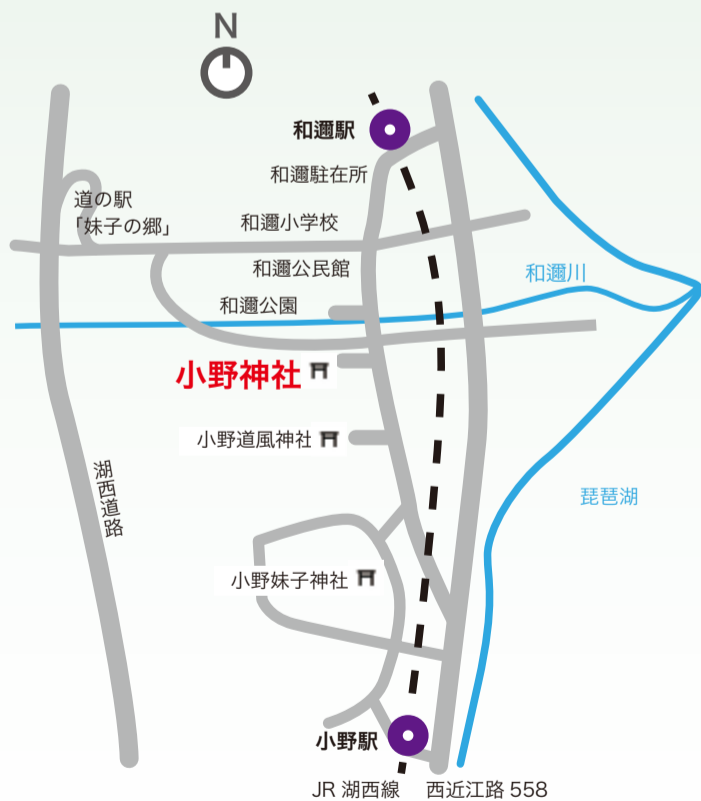 N
和邇駅
和邇駐在所
道の駅
「妹子の郷」
和邇小学校
和邇公民館
和邇川
和邇公園
小野神社
小野道風神社
湖西道路
琵琶湖
小野妹子神社
小野駅
JR 湖西線
西近江路 558